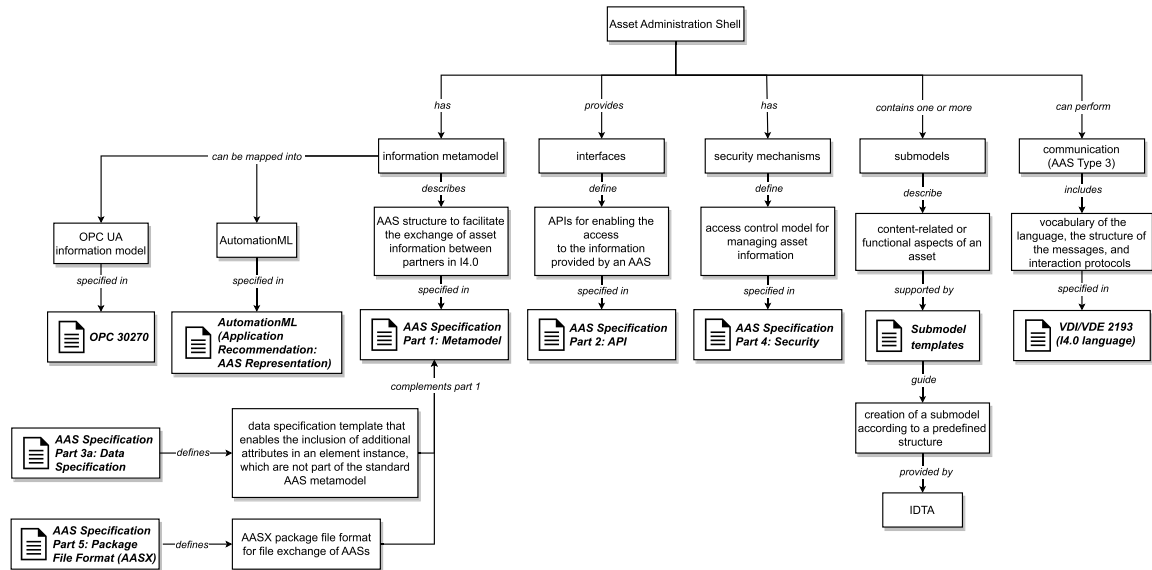 Asset Administration Shell
has
provides
has
contains one or more
can perform
can be mapped into
information metamodel
interfaces
security mechanisms
submodels
communication
(AAS Type 3)
describes
define
define
describe
includes
OPC UA
information model
AutomationML
AAS structure to facilitate
the exchange of asset
information between
partners in I4.0
APIs for enabling the
access
to the information
provided by an AAS
access control model for
managing asset
information
content-related or
functional aspects of an
asset
vocabulary of the
language, the structure of
the messages, and
interaction protocols
specified in
specified in
specified in
specified in
specified in
supported by
specified in
OPC 30270
AutomationML
(Application
Recommendation:
AAS Representation)
AAS Specification
Part 1: Metamodel
AAS Specification
Part 2: API
AAS Specification
Part 4: Security
Submodel
templates
VDI/VDE 2193
(I4.0 language)
complements part 1
guide
creation of a submodel
according to a predefined
structure
provided by
IDTA
AAS Specification
Part 3a: Data
Specification
defines
data specification template that
enables the inclusion of additional
attributes in an element instance,
which are not part of the standard
AAS metamodel
AAS Specification
Part 5: Package
File Format (AASX)
defines
AASX package file format
for file exchange of AASs